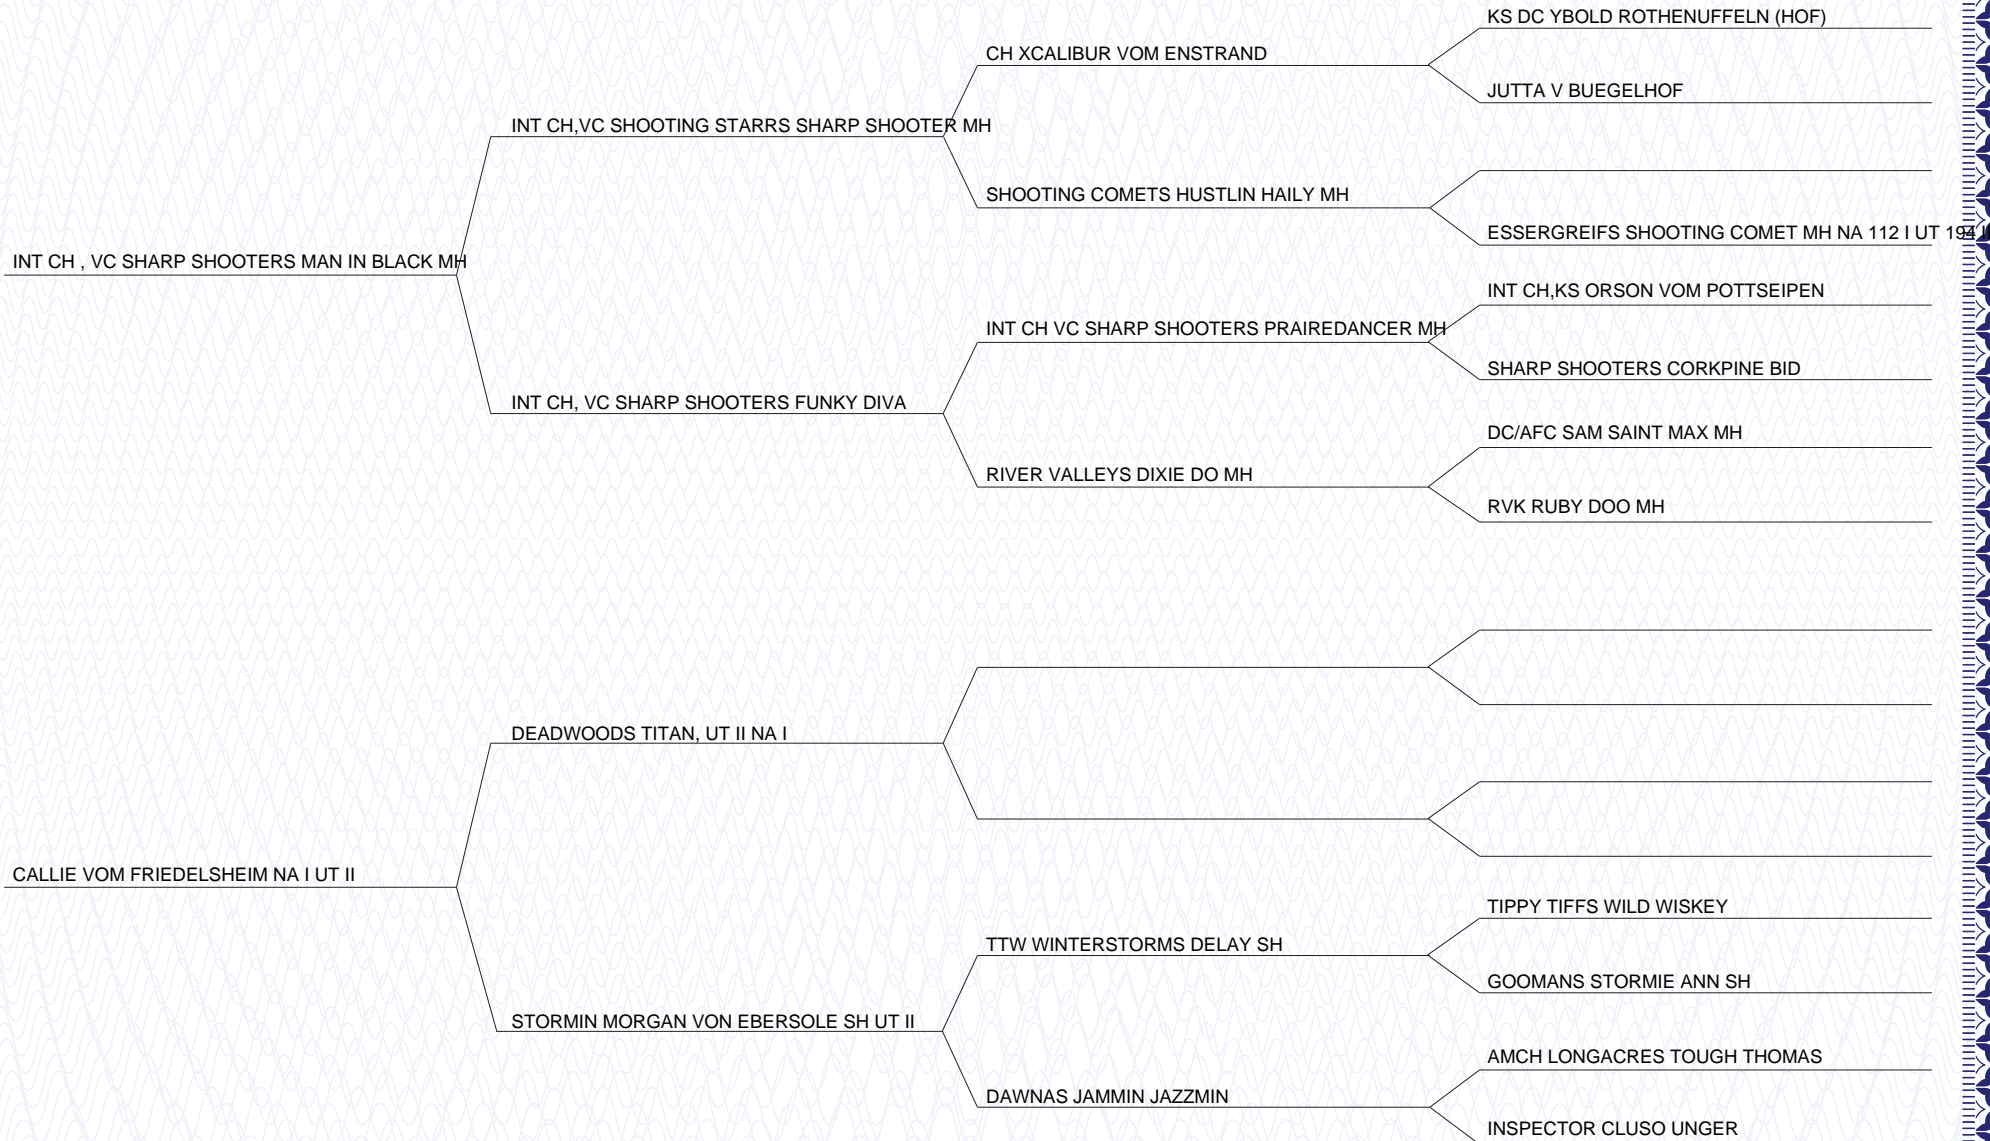 KS DC YBOLD ROTHENUFFELN (HOF)
CH XCALIBUR VOM ENSTRAND
JUTTA V BUEGELHOF
INT CH,VC SHOOTING STARRS SHARP SHOOTER MH
SHOOTING COMETS HUSTLIN HAILY MH
ESSERGREIFS SHOOTING COMET MH NA 112 I UT 194
INT CH , VC SHARP SHOOTERS MAN IN BLACK MH
INT CH,KS ORSON VOM POTTSEIPEN
INT CH VC SHARP SHOOTERS PRAIREDANCER MH
SHARP SHOOTERS CORKPINE BID
INT CH, VC SHARP SHOOTERS FUNKY DIVA
DC/AFC SAM SAINT MAX MH
RIVER VALLEYS DIXIE DO MH
RVK RUBY DOO MH
DEADWOODS TITAN, UT II NA I
CALLIE VOM FRIEDELSHEIM NA I UT II
TIPPY TIFFS WILD WISKEY
TTW WINTERSTORMS DELAY SH
GOOMANS STORMIE ANN SH
STORMIN MORGAN VON EBERSOLE SH UT II
AMCH LONGACRES TOUGH THOMAS
DAWNAS JAMMIN JAZZMIN
INSPECTOR CLUSO UNGER